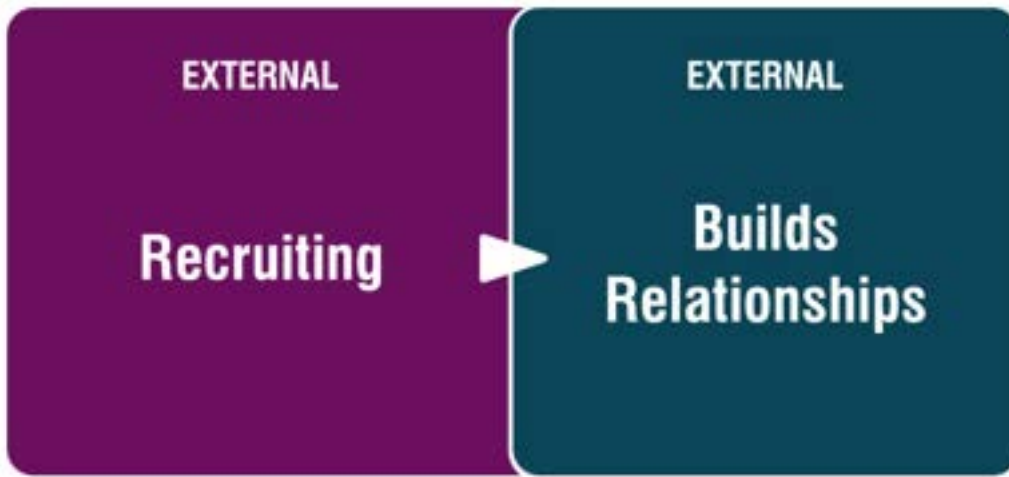 EXTERNAL
Recruiting
EXTERNAL
Builds
Relationships